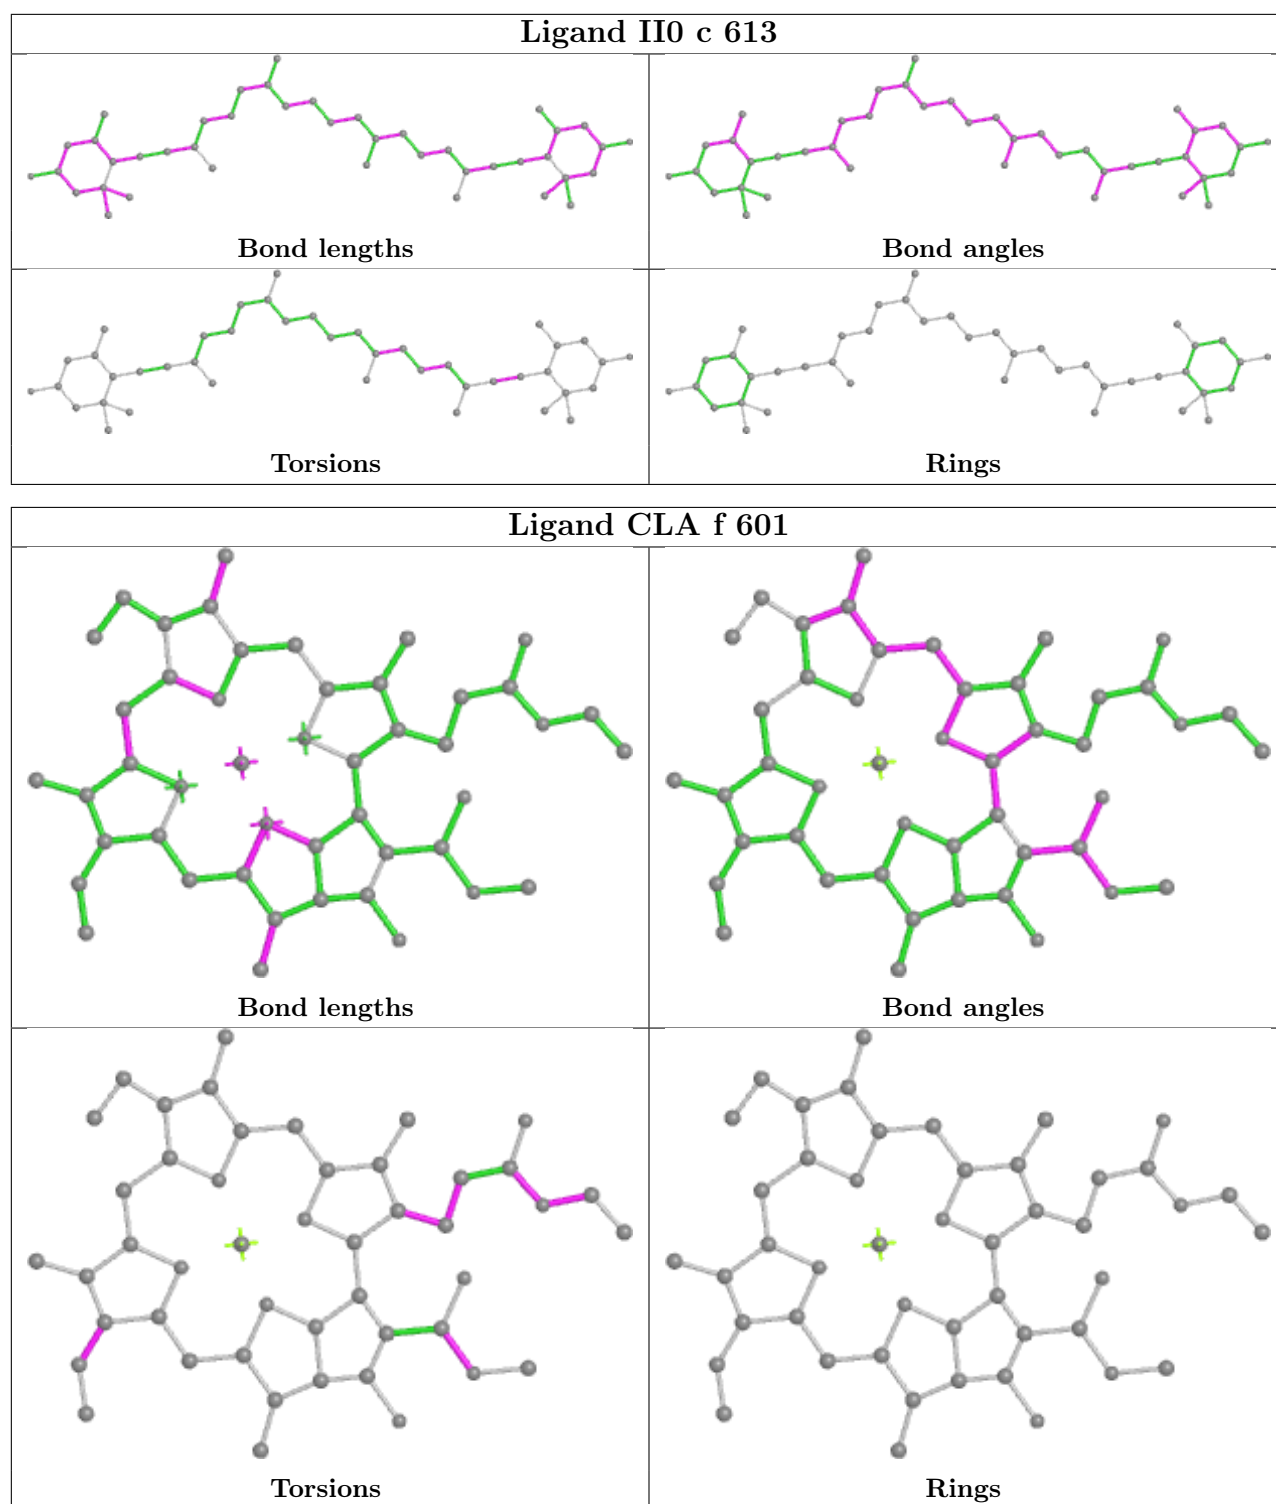 Ligand II0 c 613
Bond lengths
Bond angles
Torsions
Rings
Ligand CLA f 601
Bond lengths
Bond angles
Torsions
Rings